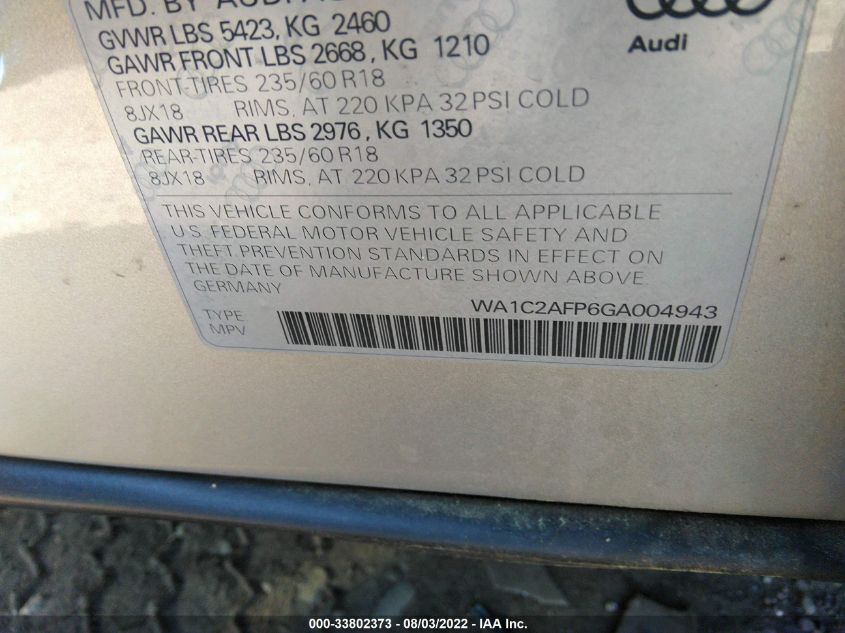 MFD. BY AUDI
GVWR LBS 5423, KG 2460
GAWR FRONT LBS 2668, KG 1210
FRONT-TIRES 235/60 R18
8JX18 RIMS, AT 220 KPA 32 PSI COLD
GAWR REAR LBS 2976, KG 1350
REAR-TIRES 235/60 R18
8JX18 RIMS, AT 220 KPA 32 PSI COLD
Audi
THIS VEHICLE CONFORMS TO ALL APPLICABLE
U.S. FEDERAL MOTOR VEHICLE SAFETY AND
THEFT PREVENTION STANDARDS IN EFFECT ON
THE DATE OF MANUFACTURE SHOWN ABOVE
GERMANY
WA1C2AFP6GA004943
TYPE
MPV
000-33802373 - 08/03/2022 - IAA Inc.